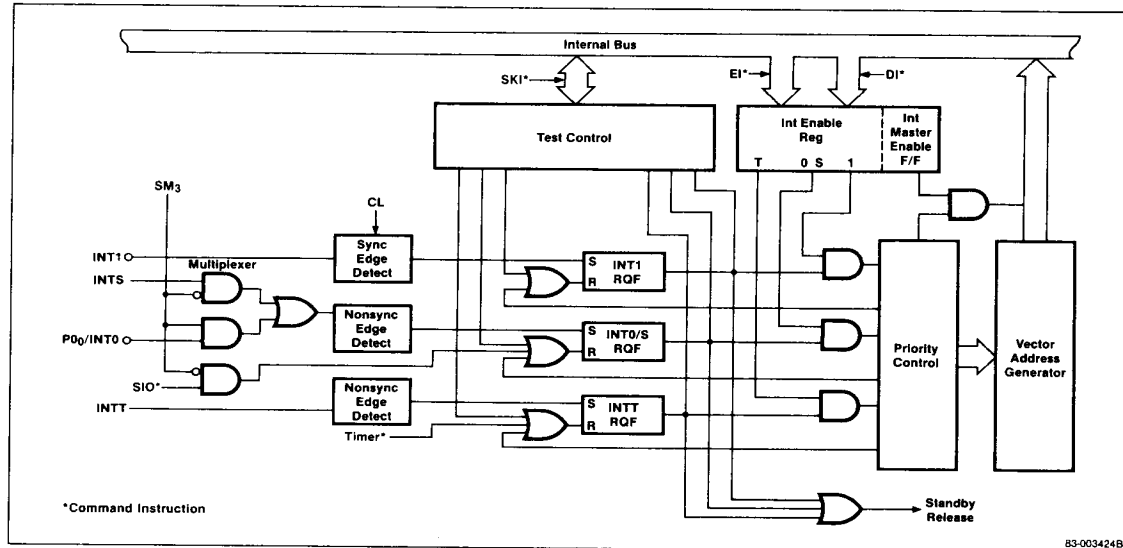 Internal Bus
SKI*
EI*
DI*
Test Control
Int Enable
Reg
T 0 S 1
Int
Master
Enable
F/F
SM3
CL
INT1
Sync
Edge
Detect
S
R
INT1
RQF
Multiplexer
INTS
Nonsync
Edge
Detect
S
R
INT0/S
RQF
P00/INT0
SIO*
Nonsync
Edge
Detect
S
R
INTT
RQF
INTT
Timer*
Priority
Control
Vector
Address
Generator
*Command Instruction
Standby
Release
83-003424B